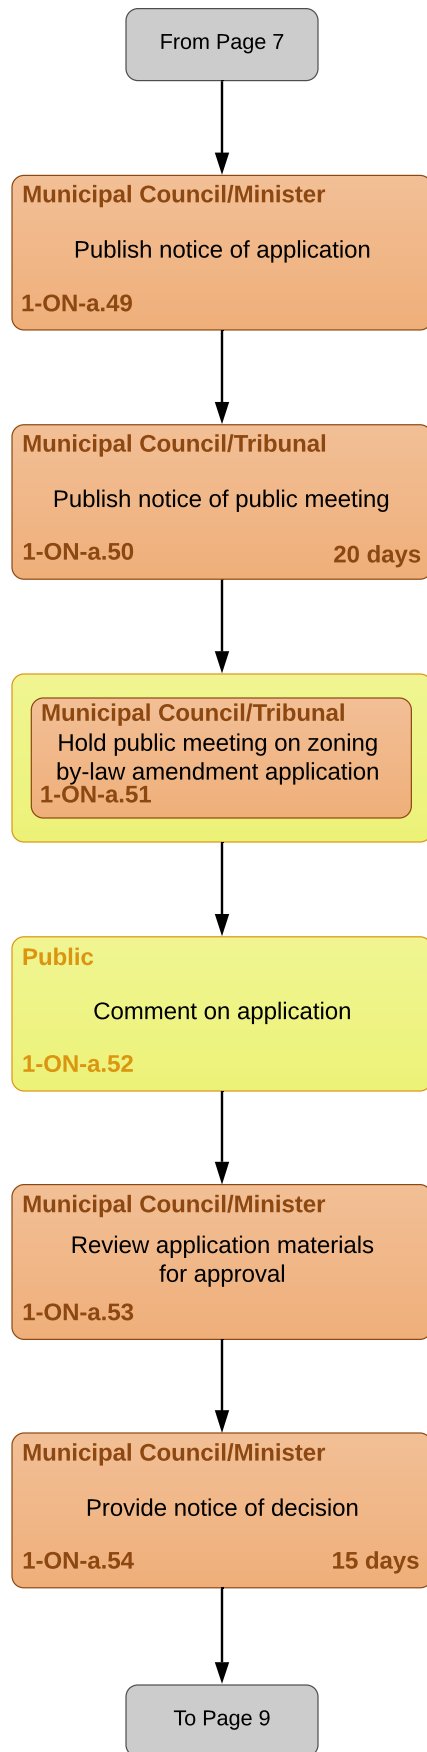 From Page 7
Municipal Council/Minister
Publish notice of application
1-ON-a.49
Municipal Council/Tribunal
Publish notice of public meeting
1-ON-a.50
20 days
Municipal Council/Tribunal
Hold public meeting on zoning
by-law amendment application
1-ON-a.51
Public
Comment on application
1-ON-a.52
Municipal Council/Minister
Review application materials
for approval
1-ON-a.53
Municipal Council/Minister
Provide notice of decision
1-ON-a.54
15 days
To Page 9